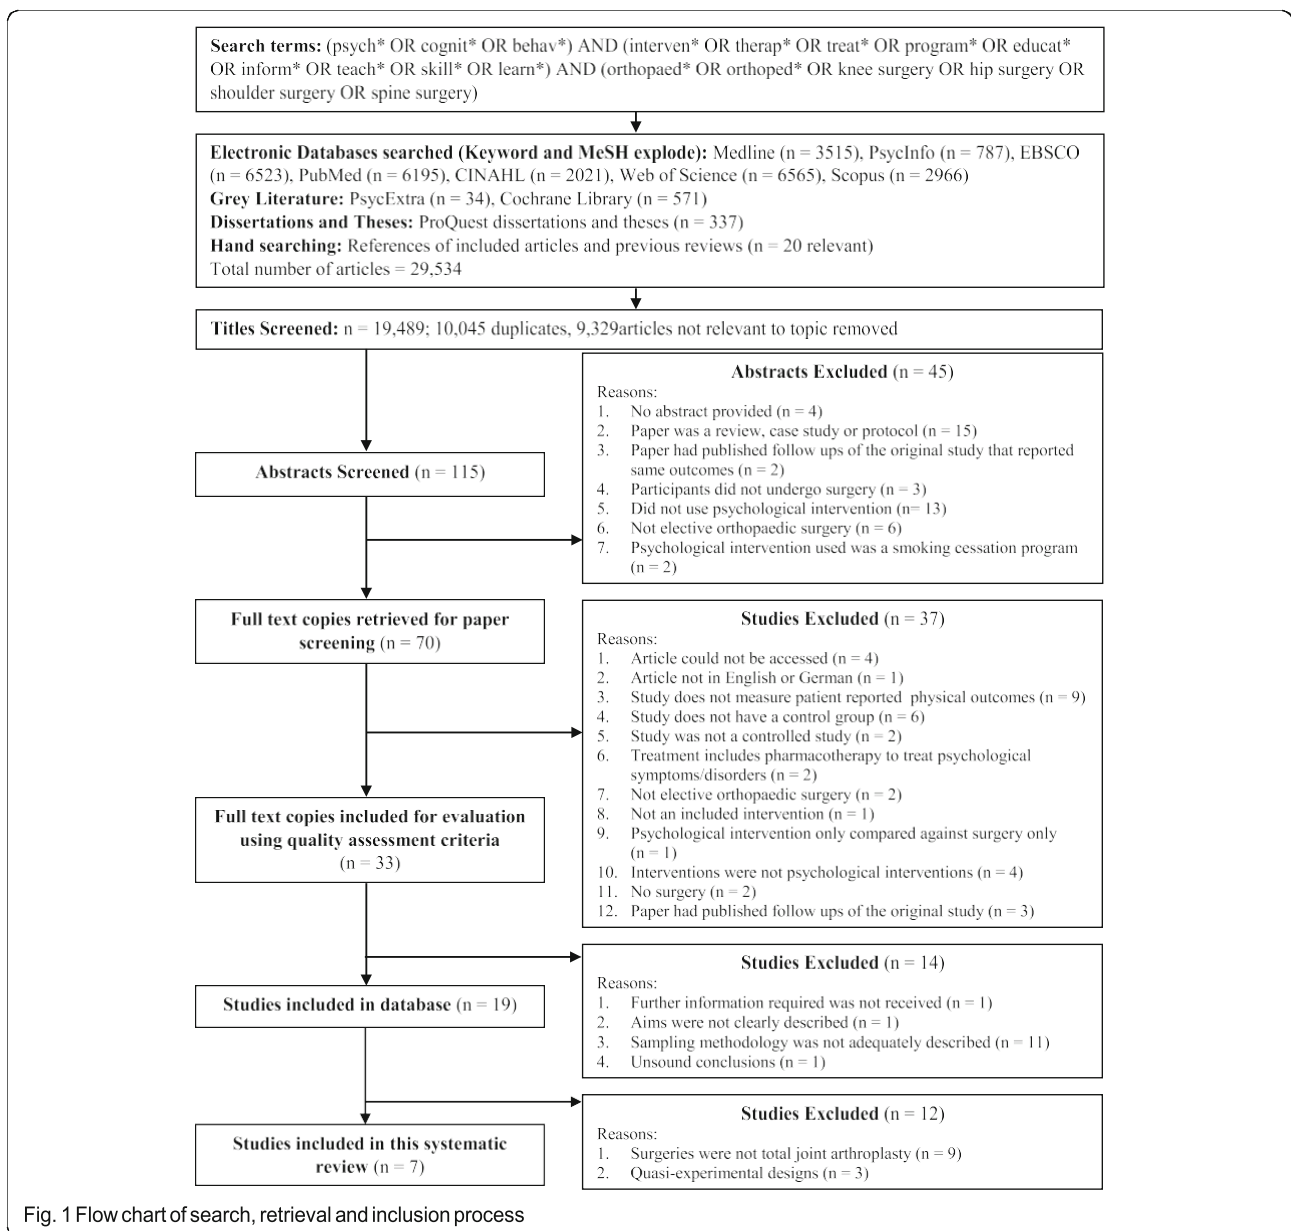 Search terms: (psych* OR cognit* OR behav*) AND (interven* OR therap* OR treat* OR program* OR educat*
OR inform* OR teach* OR skill* OR learn*) AND (orthopaed* OR orthoped* OR knee surgery OR hip surgery OR
shoulder surgery OR spine surgery)
Electronic Databases searched (Keyword and MeSH explode): Medline (n = 3515), PsycInfo (n = 787), EBSCO
(n = 6523), PubMed (n = 6195), CINAHL (n = 2021), Web of Science (n = 6565), Scopus (n = 2966)
Grey Literature: PsycExtra (n = 34), Cochrane Library (n = 571)
Dissertations and Theses: ProQuest dissertations and theses (n = 337)
Hand searching: References of included articles and previous reviews (n = 20 relevant)
Total number of articles = 29,534
Titles Screened: n = 19,489; 10,045 duplicates, 9,329articles not relevant to topic removed
Abstracts Excluded (n = 45)
Reasons:
1. No abstract provided (n = 4)
2. Paper was a review, case study or protocol (n = 15)
3. Paper had published follow ups of the original study that reported
same outcomes (n = 2)
4. Participants did not undergo surgery (n = 3)
5. Did not use psychological intervention (n= 13)
6. Not elective orthopaedic surgery (n = 6)
7. Psychological intervention used was a smoking cessation program
(n = 2)
Abstracts Screened (n = 115)
Full text copies retrieved for paper
screening (n = 70)
Studies Excluded (n = 37)
Reasons:
1. Article could not be accessed (n = 4)
2. Article not in English or German (n = 1)
3. Study does not measure patient reported physical outcomes (n = 9)
4. Study does not have a control group (n = 6)
5. Study was not a controlled study (n = 2)
6. Treatment includes pharmacotherapy to treat psychological
symptoms/disorders (n = 2)
7. Not elective orthopaedic surgery (n = 2)
8. Not an included intervention (n = 1)
9. Psychological intervention only compared against surgery only
(n = 1)
10. Interventions were not psychological interventions (n = 4)
11. No surgery (n = 2)
12. Paper had published follow ups of the original study (n = 3)
Full text copies included for evaluation
using quality assessment criteria
(n = 33)
Studies Excluded (n = 14)
Reasons:
1. Further information required was not received (n = 1)
2. Aims were not clearly described (n = 1)
3. Sampling methodology was not adequately described (n = 11)
4. Unsound conclusions (n = 1)
Studies included in database (n = 19)
Studies Excluded (n = 12)
Reasons:
1. Surgeries were not total joint arthroplasty (n = 9)
2. Quasi-experimental designs (n = 3)
Studies included in this systematic
review (n = 7)
Fig. 1 Flow chart of search, retrieval and inclusion process